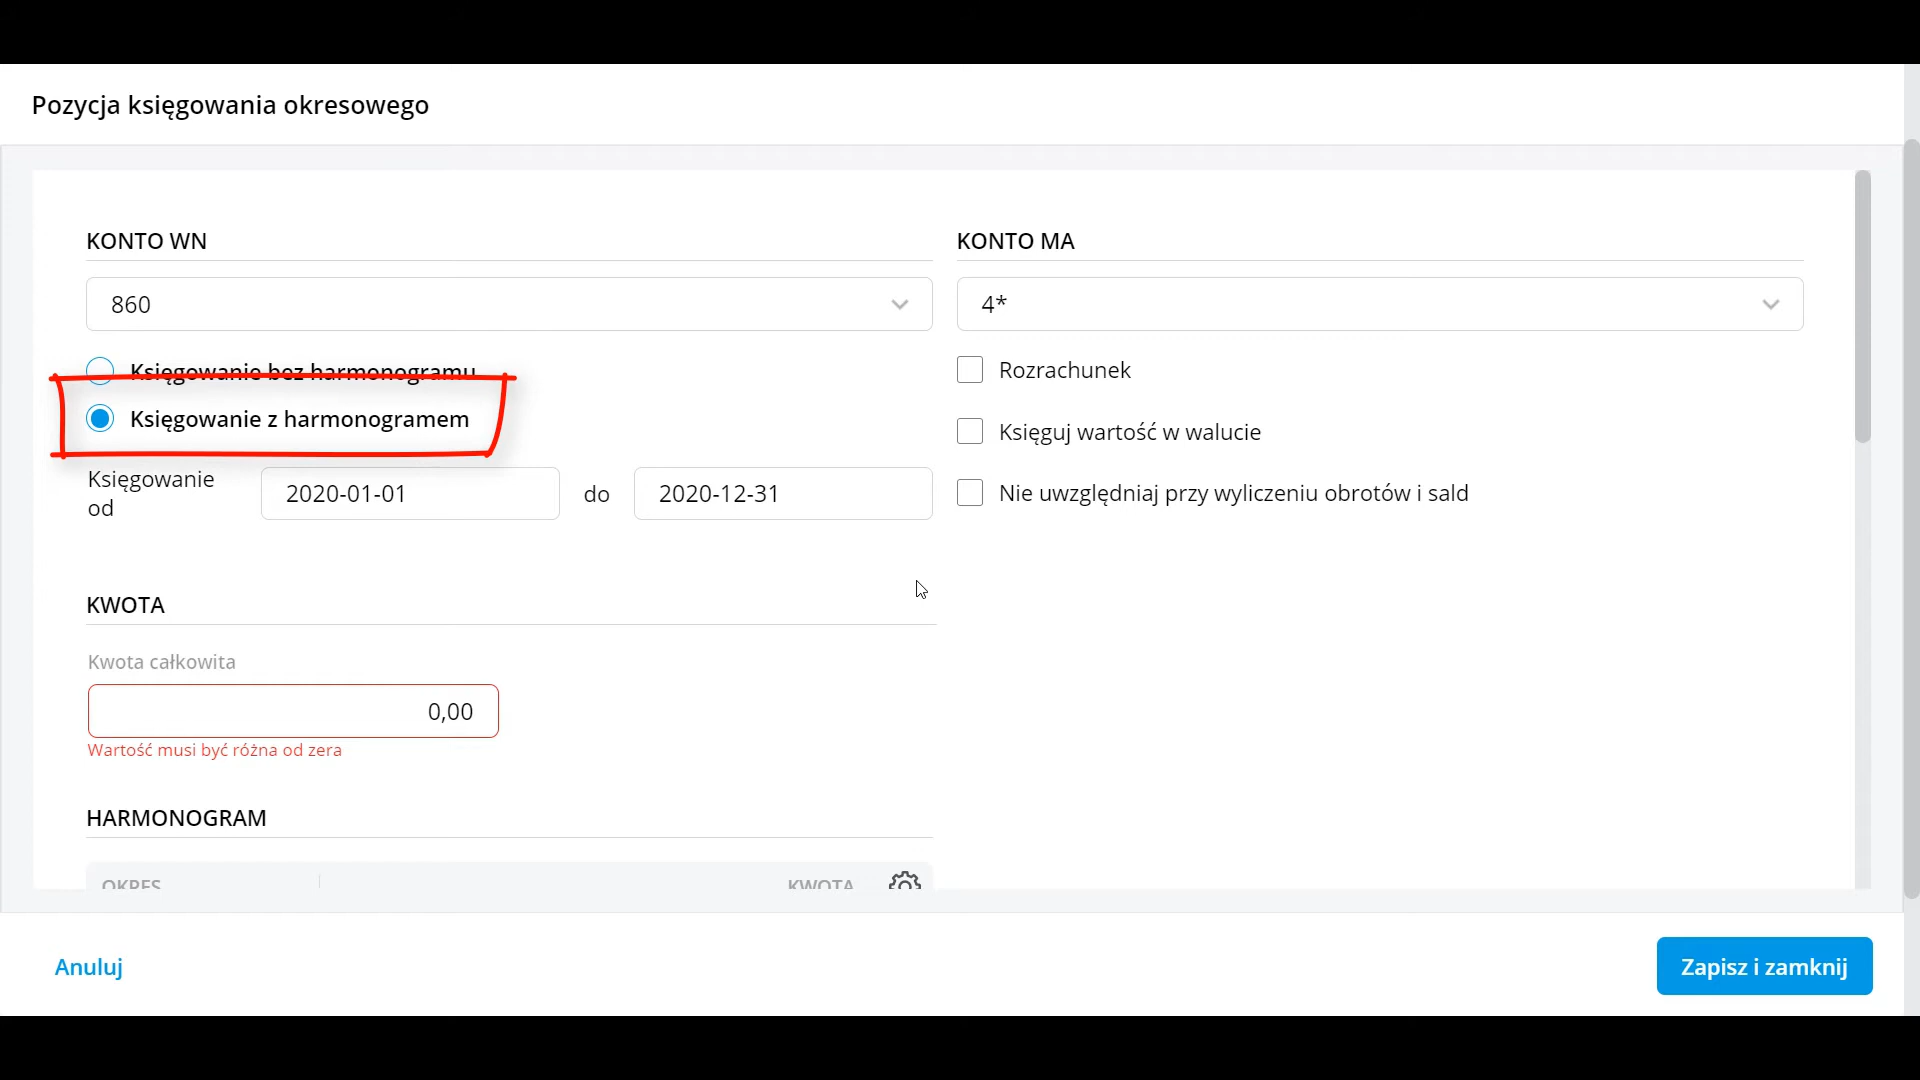 Pozycja księgowania okresowego
KONTO WN
860
Księgowanie bez harmonogramu
Księgowanie z harmonogramem
Księgowanie
od
2020-01-01
do
2020-12-31
KONTO MA
4*
Rozrachunek
Księguj wartość w walucie
Nie uwzględniaj przy wyliczeniu obrotów i sald
KWOTA
Kwota całkowita
0,00
Wartość musi być różna od zera
HARMONOGRAM
OKRES
KWOTA
Anuluj
Zapisz i zamknij